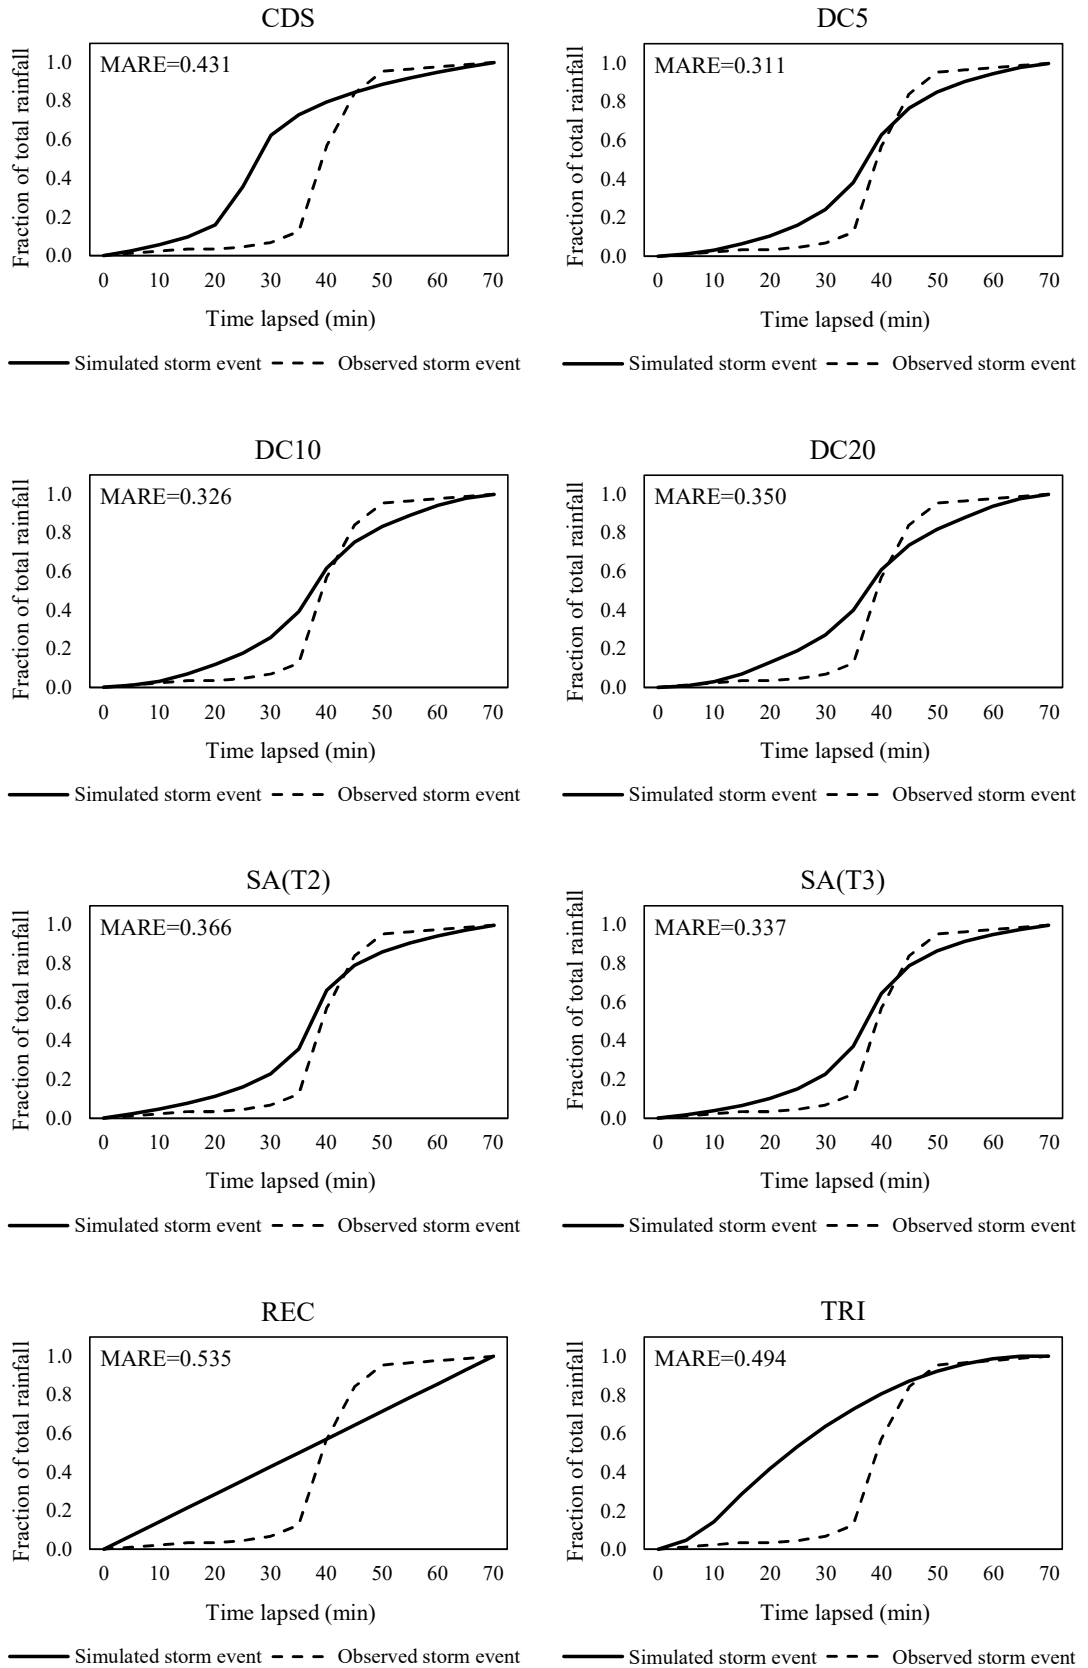 CDS
Fraction of total rainfall
MARE=0.431
1.0
0.8
0.6
0.4
0.2
0.0
0 10 20 30 40 50 60 70
Time lapsed (min)
Simulated storm event Observed storm event
DC5
Fraction of total rainfall
MARE=0.311
1.0
0.8
0.6
0.4
0.2
0.0
0 10 20 30 40 50 60 70
Time lapsed (min)
Simulated storm event Observed storm event
DC10
Fraction of total rainfall
MARE=0.326
1.0
0.8
0.6
0.4
0.2
0.0
0 10 20 30 40 50 60 70
Time lapsed (min)
Simulated storm event Observed storm event
DC20
Fraction of total rainfall
MARE=0.350
1.0
0.8
0.6
0.4
0.2
0.0
0 10 20 30 40 50 60 70
Time lapsed (min)
Simulated storm event Observed storm event
SA(T2)
Fraction of total rainfall
MARE=0.366
1.0
0.8
0.6
0.4
0.2
0.0
0 10 20 30 40 50 60 70
Time lapsed (min)
Simulated storm event Observed storm event
SA(T3)
Fraction of total rainfall
MARE=0.337
1.0
0.8
0.6
0.4
0.2
0.0
0 10 20 30 40 50 60 70
Time lapsed (min)
Simulated storm event Observed storm event
REC
Fraction of total rainfall
MARE=0.535
1.0
0.8
0.6
0.4
0.2
0.0
0 10 20 30 40 50 60 70
Time lapsed (min)
Simulated storm event Observed storm event
TRI
Fraction of total rainfall
MARE=0.494
1.0
0.8
0.6
0.4
0.2
0.0
0 10 20 30 40 50 60 70
Time lapsed (min)
Simulated storm event Observed storm event